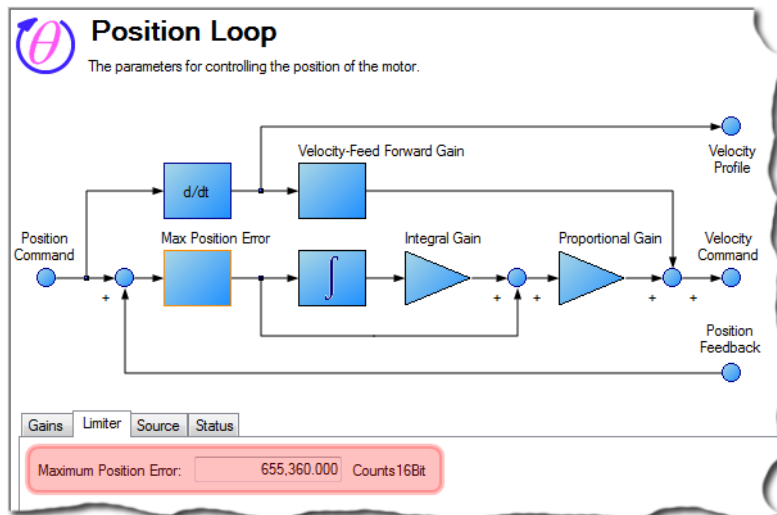 θ
Position Loop
The parameters for controlling the position of the motor.
Velocity-Feed Forward Gain
Velocity
Profile
d/dt
Position
Command
Max Position Error
Integral Gain
Proportional Gain
Velocity
Command
∫
+
+
+
+
+
Position
Feedback
Gains
Limiter
Source
Status
Maximum Position Error: 655,360.000 Counts16Bit